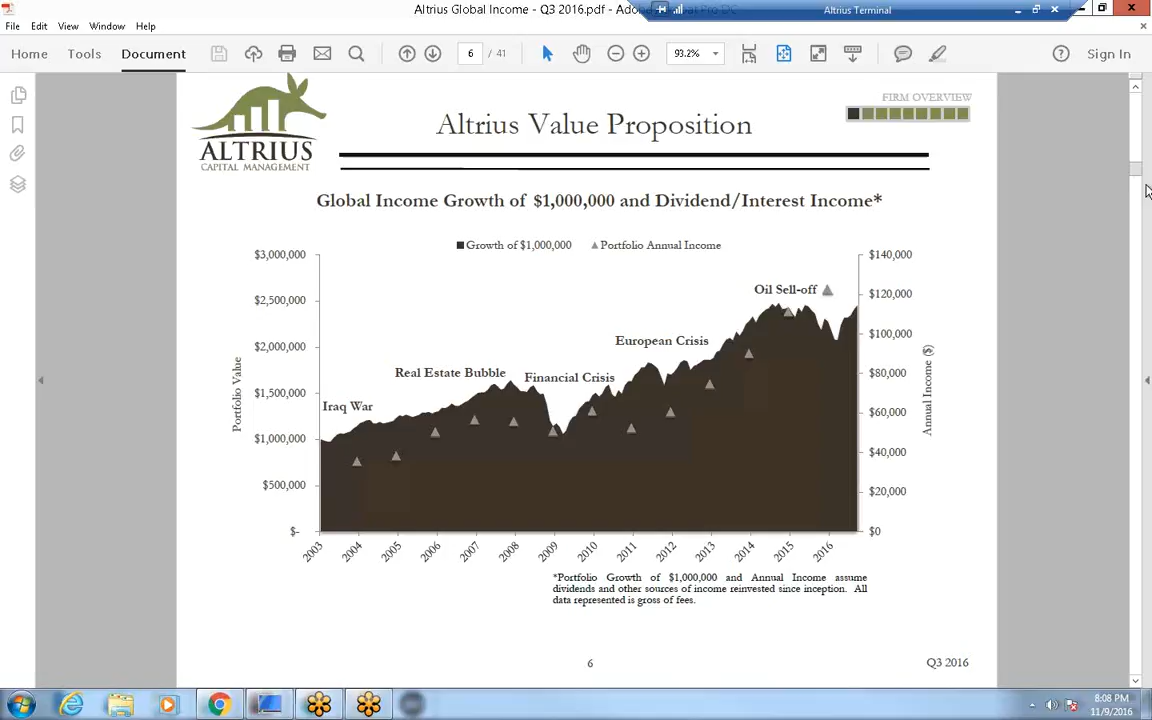 Altrius Global Income - Q3 2016.pdf - Ado
Altrius Terminal
File Edit View Window Help
Home Tools Document 6 / 41 93.2% Sign In
FIRM OVERVIEW
Altrius Value Proposition
ALTRIUS
CAPITAL MANAGEMENT
Global Income Growth of $1,000,000 and Dividend/Interest Income*
Growth of $1,000,000 Portfolio Annual Income
$3,000,000
$2,500,000
$2,000,000
$1,500,000
$1,000,000
$500,000
$-
Portfolio Value
Iraq War
Real Estate Bubble
Financial Crisis
European Crisis
Oil Sell-off
$140,000
$120,000
$100,000
$80,000
$60,000
$40,000
$20,000
$0
Annual Income ($)
2003 2004 2005 2006 2007 2008 2009 2010 2011 2012 2013 2014 2015 2016
*Portfolio Growth of $1,000,000 and Annual Income assume
dividends and other sources of income reinvested since inception. All
data represented is gross of fees.
6
Q3 2016
8:08 PM
11/9/2016